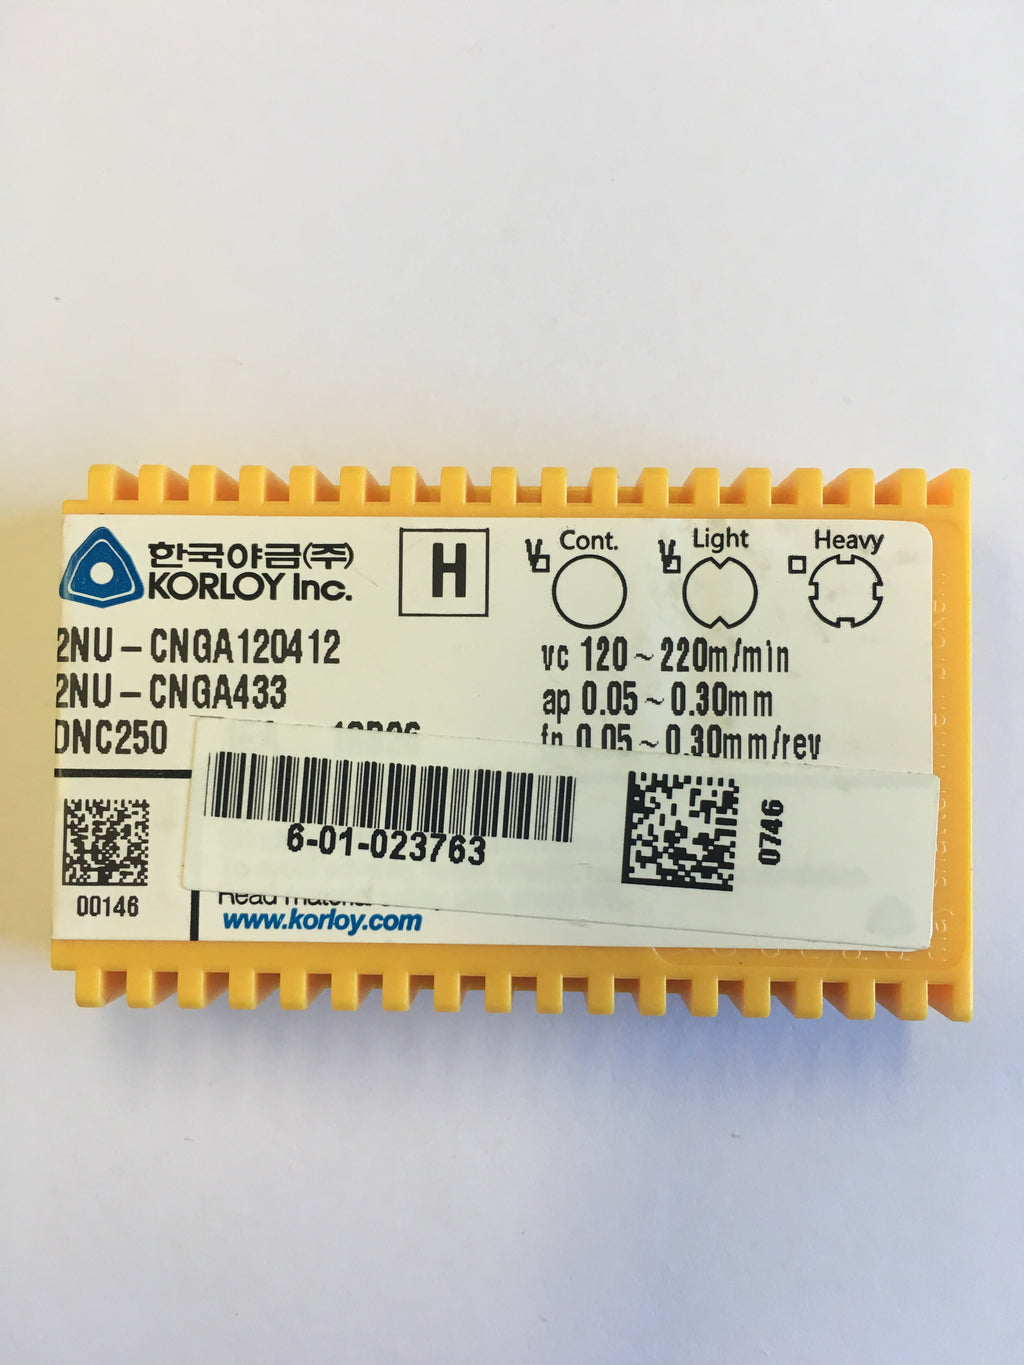 한국야금(주)
KORLOY Inc.
H
Cont.
Light
Heavy
2NU-CNGA120412
2NU-CNGA433
DNC250
vc 120~220m/min
ap 0.05~0.30mm
fn 0.05~0.30mm/rev
6-01-023763
0746
00146
Read material
www.korloy.com